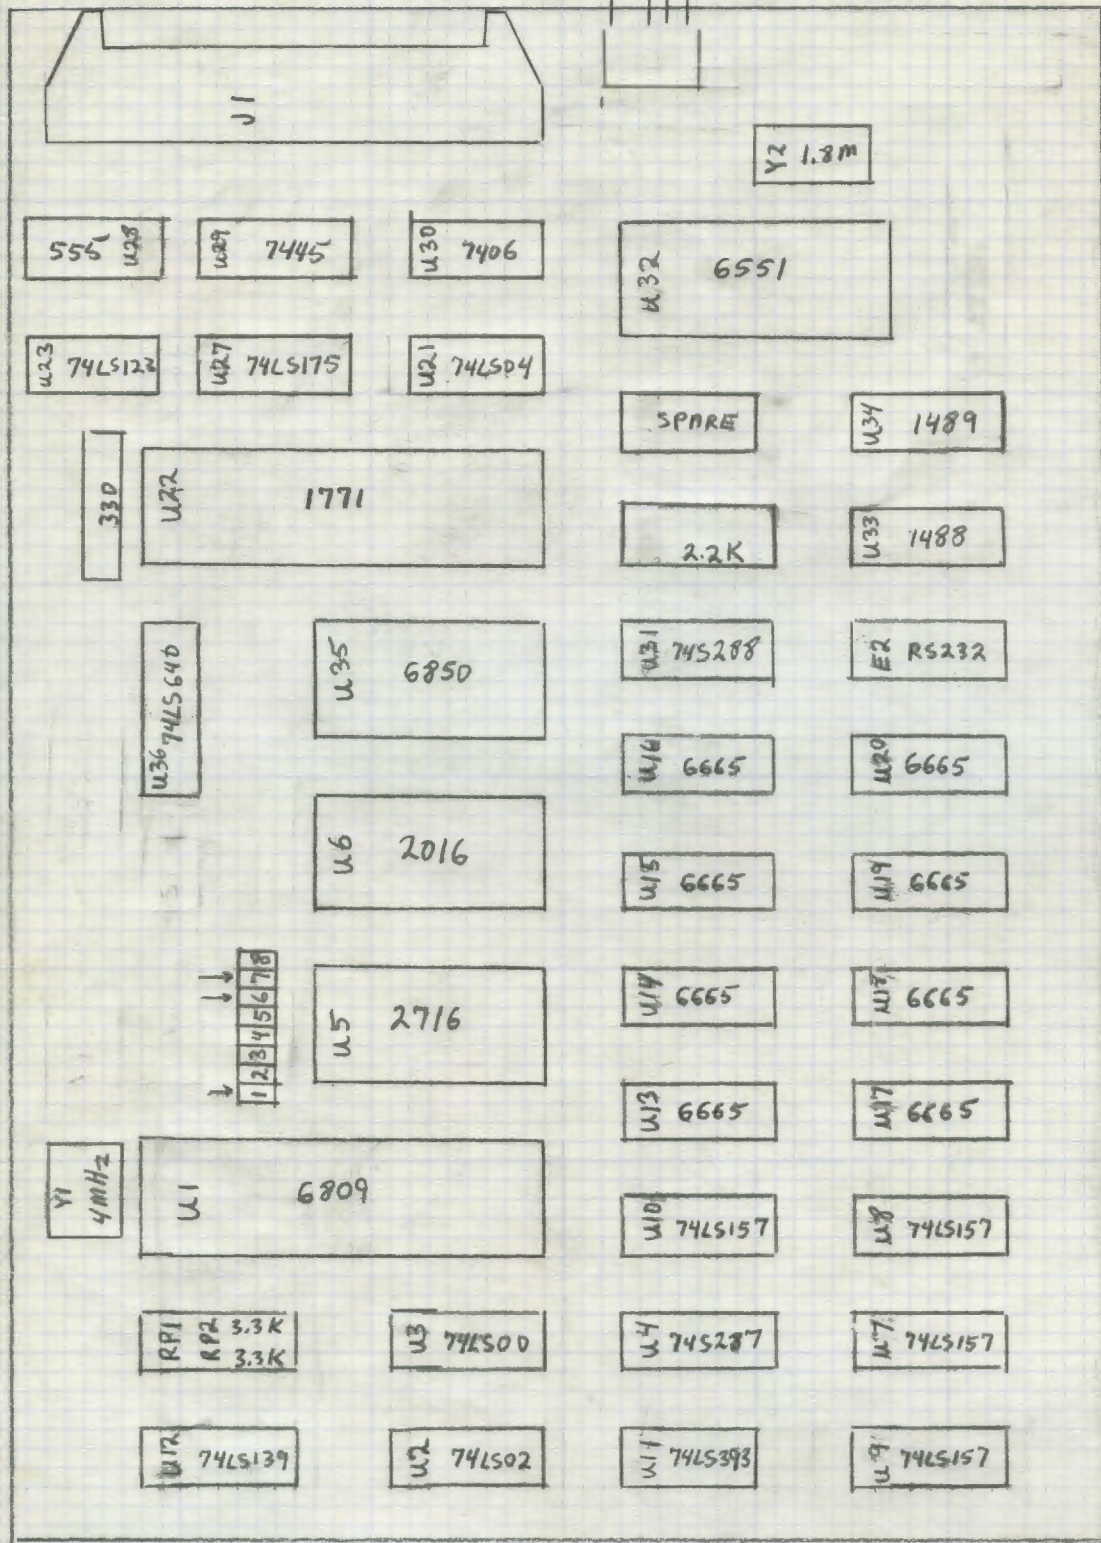 J1
Y2 1.8M
555 U28
U29 7445
U30 7406
U32 6551
U23 74LS123
U27 74LS175
U21 74LS04
SPARE
U34 1489
330
U22 1771
2.2K
U33 1488
U36 74LS640
U35 6850
U31 74S288
E2 RS232
U16 6665
U20 6665
U6 2016
U15 6665
U19 6665
1 2 3 4 5 6 7 8
U5 2716
U14 6665
U18 6665
U13 6665
U17 6665
Y1 4MHz
U1 6809
U10 74LS157
U8 74LS157
RP1 RP2 3.3K
3.3K
U3 74LS00
U4 74S287
U7 74LS157
U12 74LS139
U2 74LS02
U11 74LS393
U9 74LS157